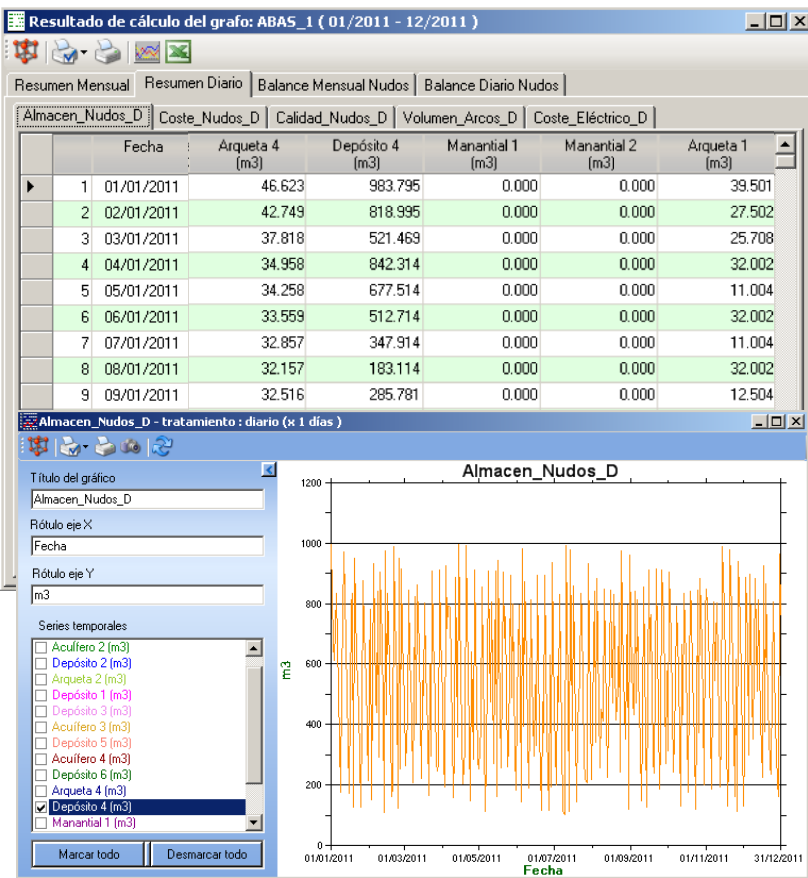 Resultado de cálculo del grafo: ABAS_1 ( 01/2011 - 12/2011 )
Resumen Mensual Resumen Diario Balance Mensual Nudos Balance Diario Nudos
Almacen_Nudos_D Coste_Nudos_D Calidad_Nudos_D Volumen_Arcos_D Coste_Eléctrico_D
Fecha Arqueta 4 (m3) Depósito 4 (m3) Manantial 1 (m3) Manantial 2 (m3) Arqueta 1 (m3)
1 01/01/2011 46.623 983.795 0.000 0.000 39.501
2 02/01/2011 42.749 818.995 0.000 0.000 27.502
3 03/01/2011 37.818 521.469 0.000 0.000 25.708
4 04/01/2011 34.958 842.314 0.000 0.000 32.002
5 05/01/2011 34.258 677.514 0.000 0.000 11.004
6 06/01/2011 33.559 512.714 0.000 0.000 32.002
7 07/01/2011 32.857 347.914 0.000 0.000 11.004
8 08/01/2011 32.157 183.114 0.000 0.000 32.002
9 09/01/2011 32.516 285.781 0.000 0.000 12.504
Almacen_Nudos_D - tratamiento : diario (x 1 días )
Título del gráfico
Almacen_Nudos_D
Rótulo eje X
Fecha
Rótulo eje Y
m3
Series temporales
Acuífero 2 (m3)
Depósito 2 (m3)
Arqueta 2 (m3)
Depósito 1 (m3)
Depósito 3 (m3)
Acuífero 3 (m3)
Depósito 5 (m3)
Acuífero 4 (m3)
Depósito 6 (m3)
Arqueta 4 (m3)
Depósito 4 (m3)
Manantial 1 (m3)
Marcar todo Desmarcar todo
Almacen_Nudos_D
1200
1000
800
600
400
200
0
m3
01/01/2011 01/03/2011 01/05/2011 01/07/2011 01/09/2011 01/11/2011 31/12/2011
Fecha